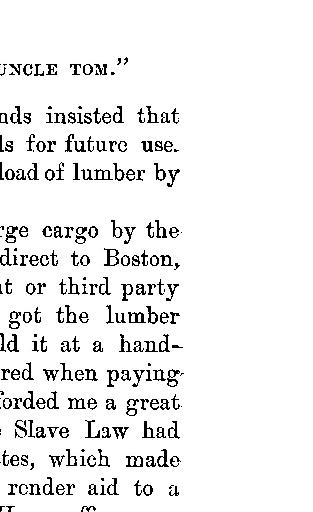 UNCLE TOM."
nds insisted that
ls for future use.
load of lumber by
rge cargo by the
direct to Boston,
nt or third party
got the lumber
ld it at a hand-
red when paying
forded me a great
Slave Law had
tes, which made
render aid to a